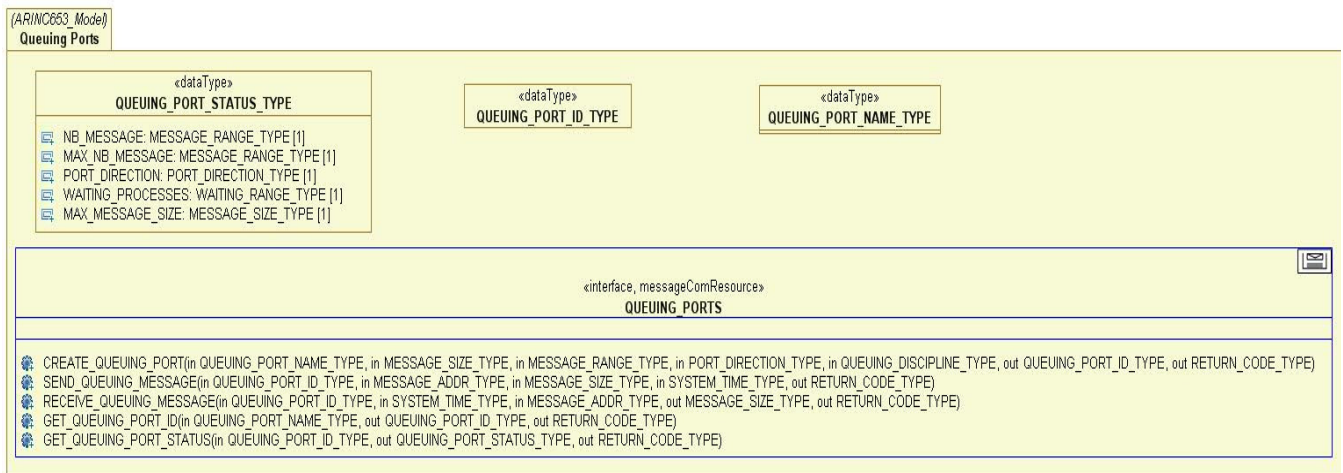 (ARINC653_Model)
Queuing Ports
«dataType»
QUEUING_PORT_STATUS_TYPE
NB_MESSAGE: MESSAGE_RANGE_TYPE [1]
MAX_NB_MESSAGE: MESSAGE_RANGE_TYPE [1]
PORT_DIRECTION: PORT_DIRECTION_TYPE [1]
WAITING_PROCESSES: WAITING_RANGE_TYPE [1]
MAX_MESSAGE_SIZE: MESSAGE_SIZE_TYPE [1]
«dataType»
QUEUING_PORT_ID_TYPE
«dataType»
QUEUING_PORT_NAME_TYPE
«interface, messageComResource»
QUEUING_PORTS
CREATE_QUEUING_PORT(in QUEUING_PORT_NAME_TYPE, in MESSAGE_SIZE_TYPE, in MESSAGE_RANGE_TYPE, in PORT_DIRECTION_TYPE, in QUEUING_DISCIPLINE_TYPE, out QUEUING_PORT_ID_TYPE, out RETURN_CODE_TYPE)
SEND_QUEUING_MESSAGE(in QUEUING_PORT_ID_TYPE, in MESSAGE_ADDR_TYPE, in MESSAGE_SIZE_TYPE, in SYSTEM_TIME_TYPE, out RETURN_CODE_TYPE)
RECEIVE_QUEUING_MESSAGE(in QUEUING_PORT_ID_TYPE, in SYSTEM_TIME_TYPE, in MESSAGE_ADDR_TYPE, out MESSAGE_SIZE_TYPE, out RETURN_CODE_TYPE)
GET_QUEUING_PORT_ID(in QUEUING_PORT_NAME_TYPE, out QUEUING_PORT_ID_TYPE, out RETURN_CODE_TYPE)
GET_QUEUING_PORT_STATUS(in QUEUING_PORT_ID_TYPE, out QUEUING_PORT_STATUS_TYPE, out RETURN_CODE_TYPE)